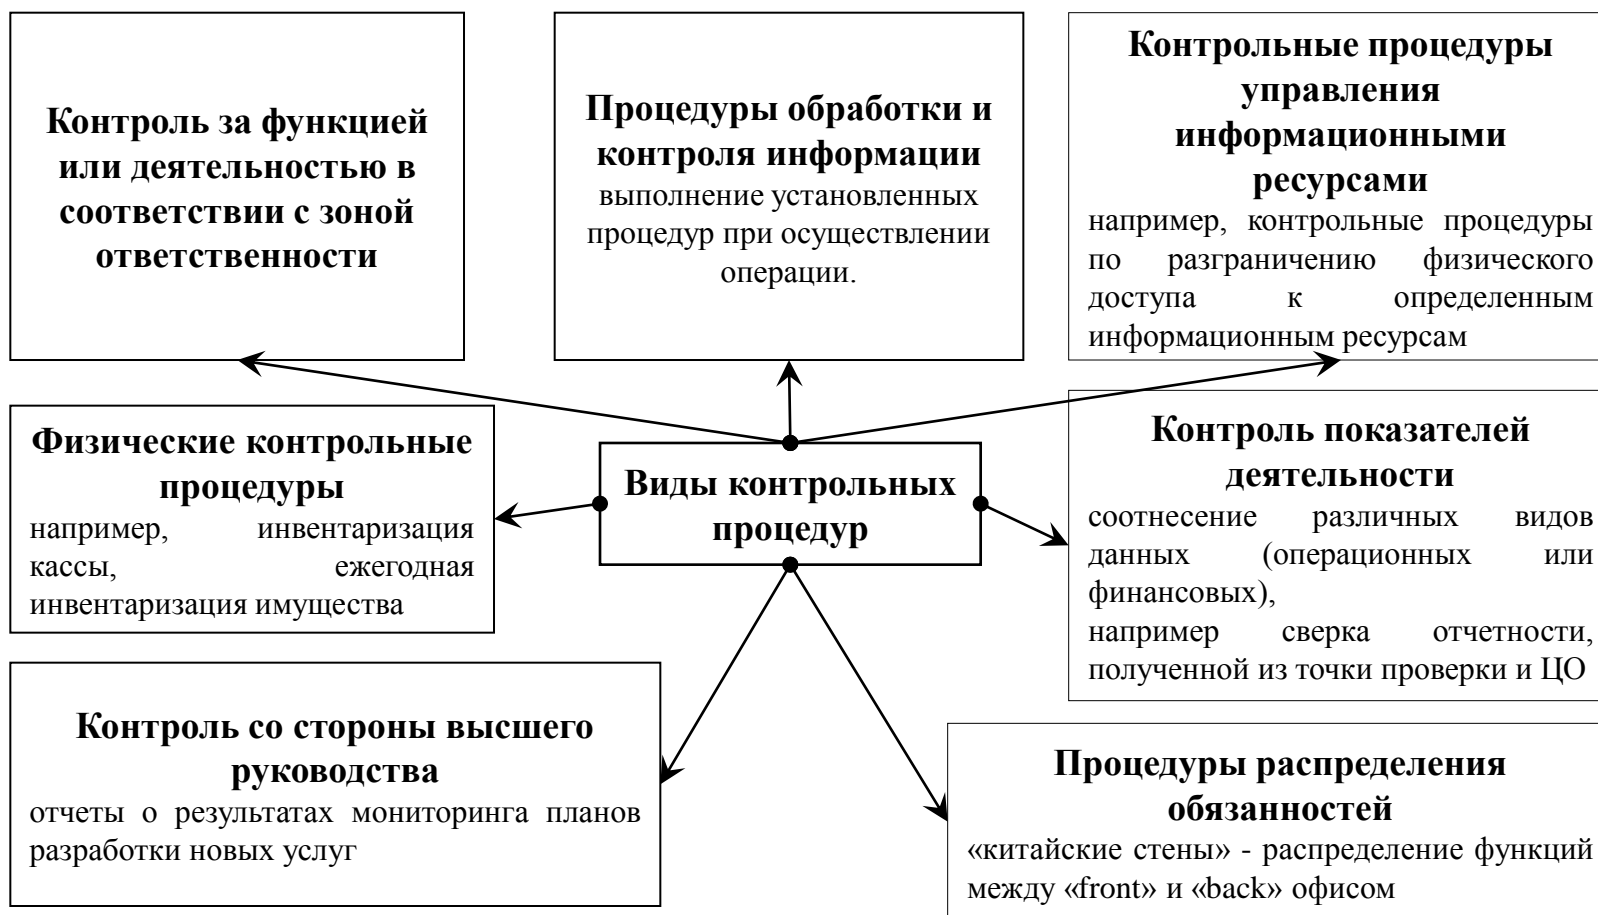 Контроль за функцией
или деятельностью в
соответствии с зоной
ответственности
Процедуры обработки и
контроля информации
выполнение установленных
процедур при осуществлении
операции.
Контрольные процедуры
управления
информационными
ресурсами
например, контрольные процедуры
по разграничению физического
доступа к определенным
информационным ресурсам
Физические контрольные
процедуры
например, инвентаризация
кассы, ежегодная
инвентаризация имущества
Виды контрольных
процедур
Контроль показателей
деятельности
соотнесение различных видов
данных (операционных или
финансовых),
например сверка отчетности,
полученной из точки проверки и ЦО
Контроль со стороны высшего
руководства
отчеты о результатах мониторинга планов
разработки новых услуг
Процедуры распределения
обязанностей
«китайские стены» - распределение функций
между «front» и «back» офисом